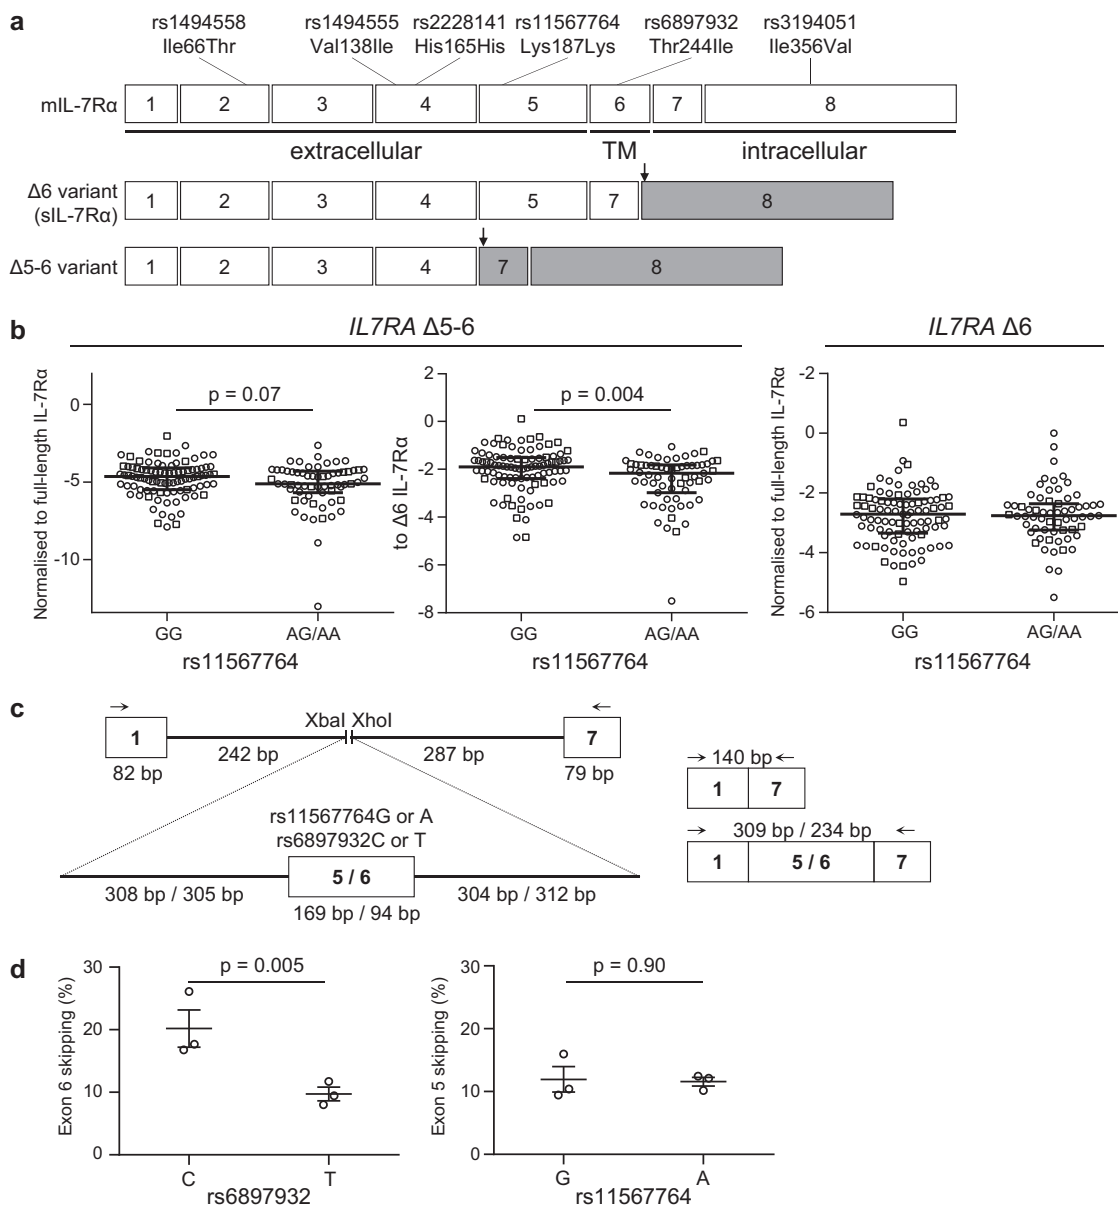 a
rs1494558 rs1494555 rs2228141 rs11567764 rs6897932 rs3194051
Ile66Thr Val138Ile His165His Lys187Lys Thr244Ile Ile356Val
mIL-7Rα 1 2 3 4 5 6 7 8
extracellular TM intracellular
Δ6 variant
(sIL-7Rα) 1 2 3 4 5 7 8
Δ5-6 variant 1 2 3 4 7 8
b
IL7RA Δ5-6 IL7RA Δ6
Normalised to full-length IL-7Rα
0
-5
-10
p = 0.07
GG AG/AA
rs11567764
to Δ6 IL-7Rα
2
0
-2
-4
-6
-8
p = 0.004
GG AG/AA
rs11567764
Normalised to full-length IL-7Rα
-2
0
-2
-4
-6
GG AG/AA
rs11567764
c
1 XbaI XhoI 7
242 bp 287 bp
82 bp 79 bp
rs11567764G or A
rs6897932C or T
5 / 6
308 bp / 305 bp 304 bp / 312 bp
169 bp / 94 bp
140 bp
1 7
309 bp / 234 bp
1 5 / 6 7
d
Exon 6 skipping (%)
30
20
10
0
p = 0.005
C T
rs6897932
Exon 5 skipping (%)
30
20
10
0
p = 0.90
G A
rs11567764